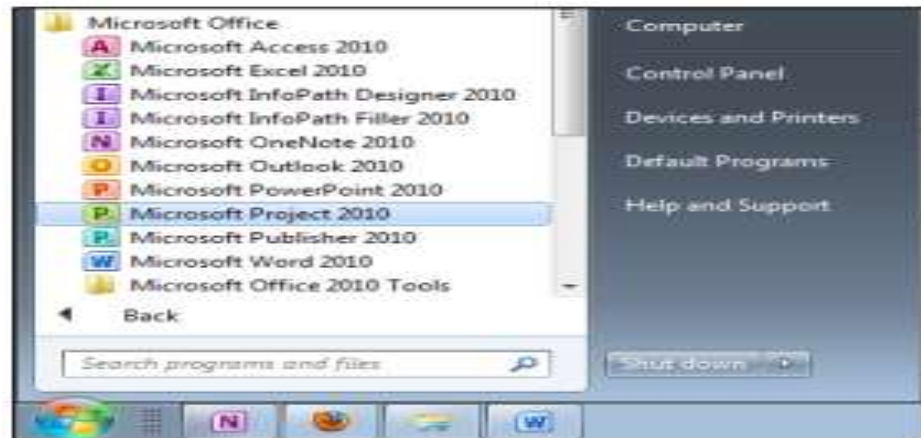 Microsoft Office
Microsoft Access 2010
Microsoft Excel 2010
Microsoft InfoPath Designer 2010
Microsoft InfoPath Filler 2010
Microsoft OneNote 2010
Microsoft Outlook 2010
Microsoft PowerPoint 2010
Microsoft Project 2010
Microsoft Publisher 2010
Microsoft Word 2010
Microsoft Office 2010 Tools
Back
Search programs and files
Computer
Control Panel
Devices and Printers
Default Programs
Help and Support
Shut down